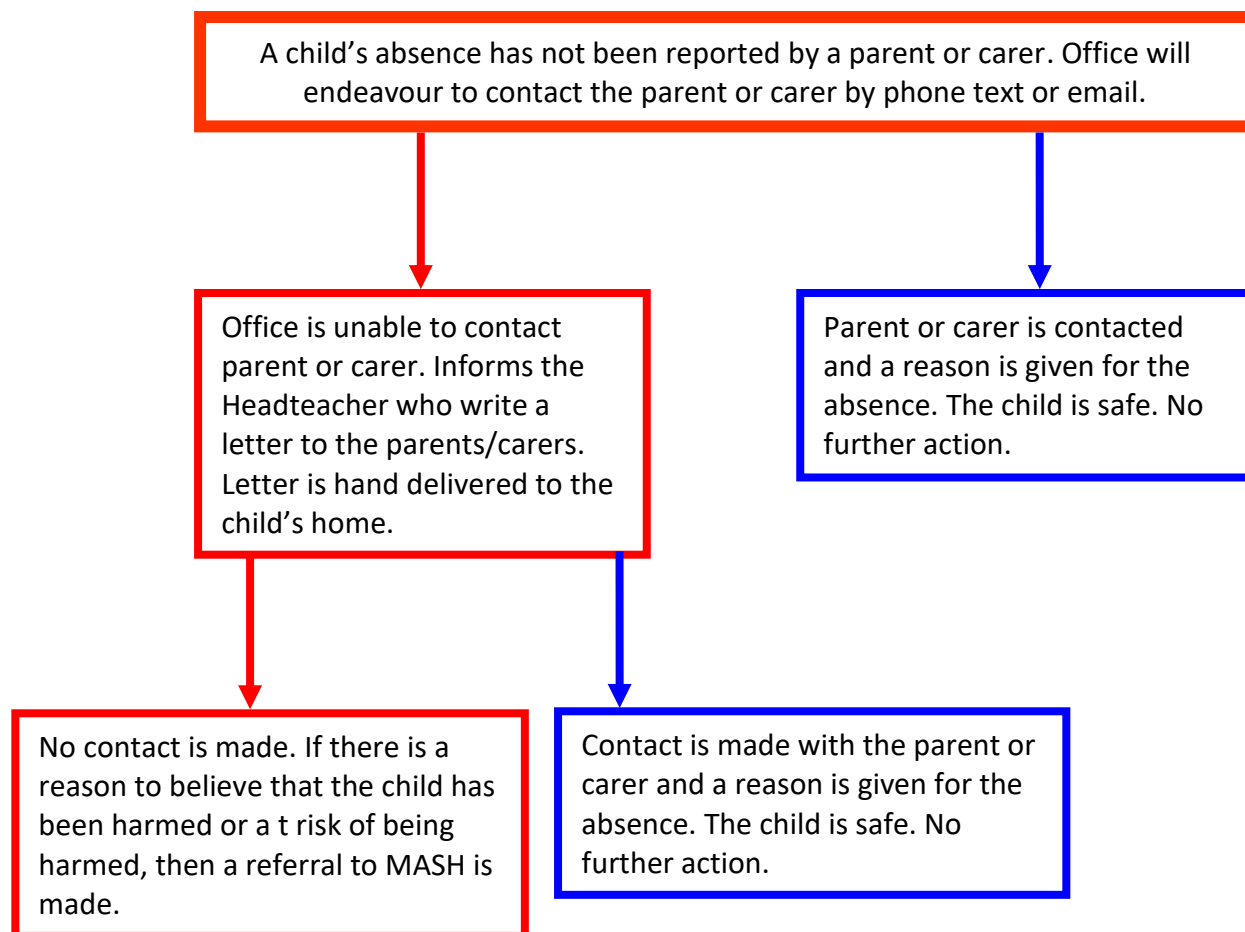 A child’s absence has not been reported by a parent or carer. Office will
endeavour to contact the parent or carer by phone text or email.
Office is unable to contact
parent or carer. Informs the
Headteacher who write a
letter to the parents/carers.
Letter is hand delivered to the
child’s home.
Parent or carer is contacted
and a reason is given for the
absence. The child is safe. No
further action.
No contact is made. If there is a
reason to believe that the child has
been harmed or a t risk of being
harmed, then a referral to MASH is
made.
Contact is made with the parent or
carer and a reason is given for the
absence. The child is safe. No
further action.